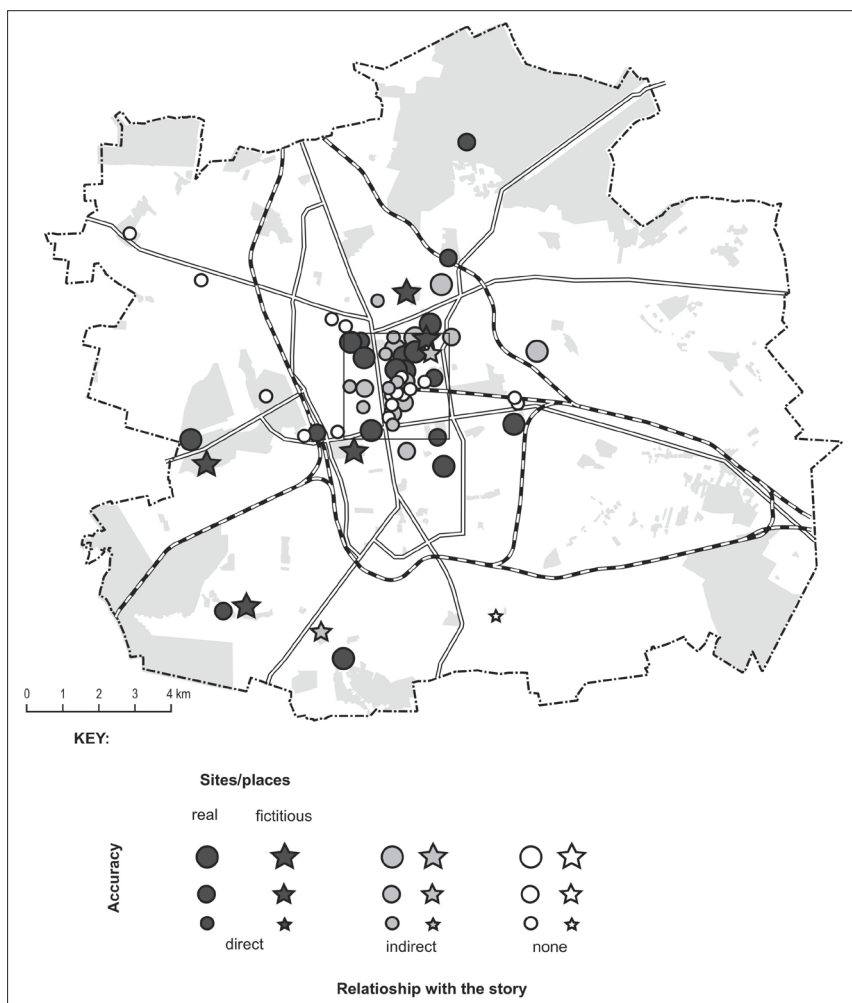 0 1 2 3 4 km
KEY:
Sites/places
real fictitious
Accuracy
direct indirect none
Relatioship with the story